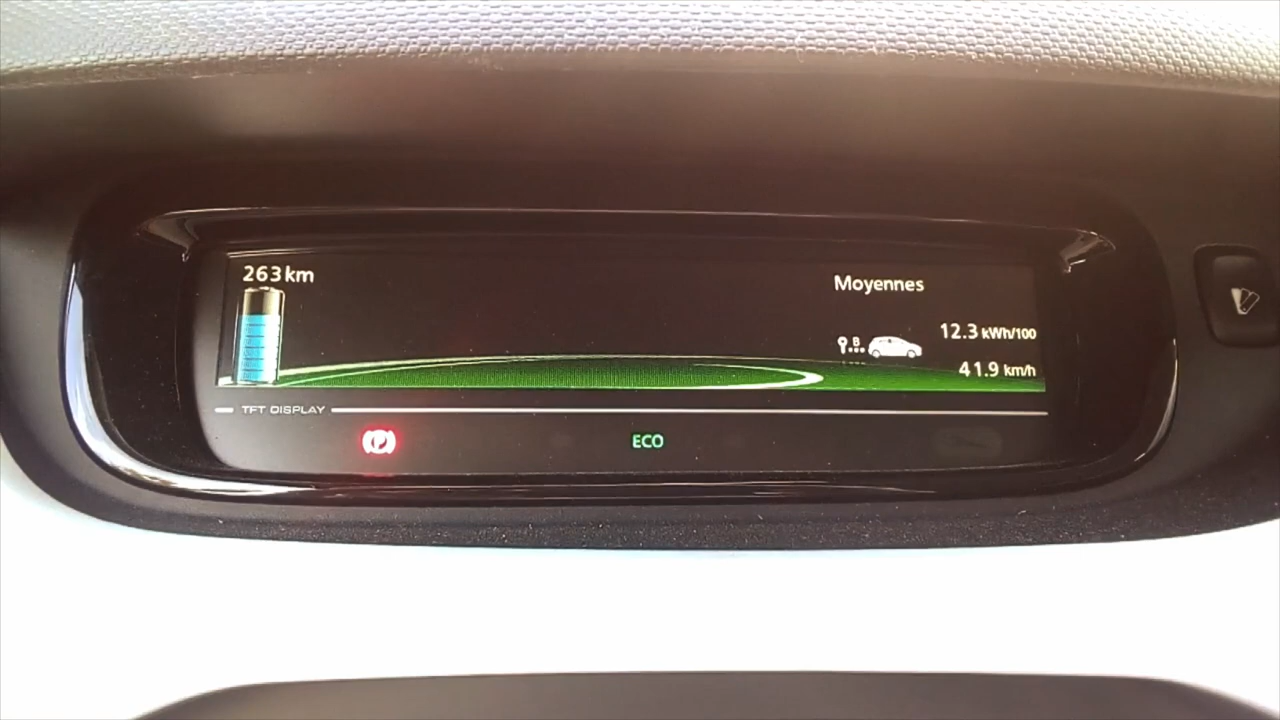 263 km
Moyennes
12.3 kWh/100
B
41.9 km/h
TFT DISPLAY
P
ECO